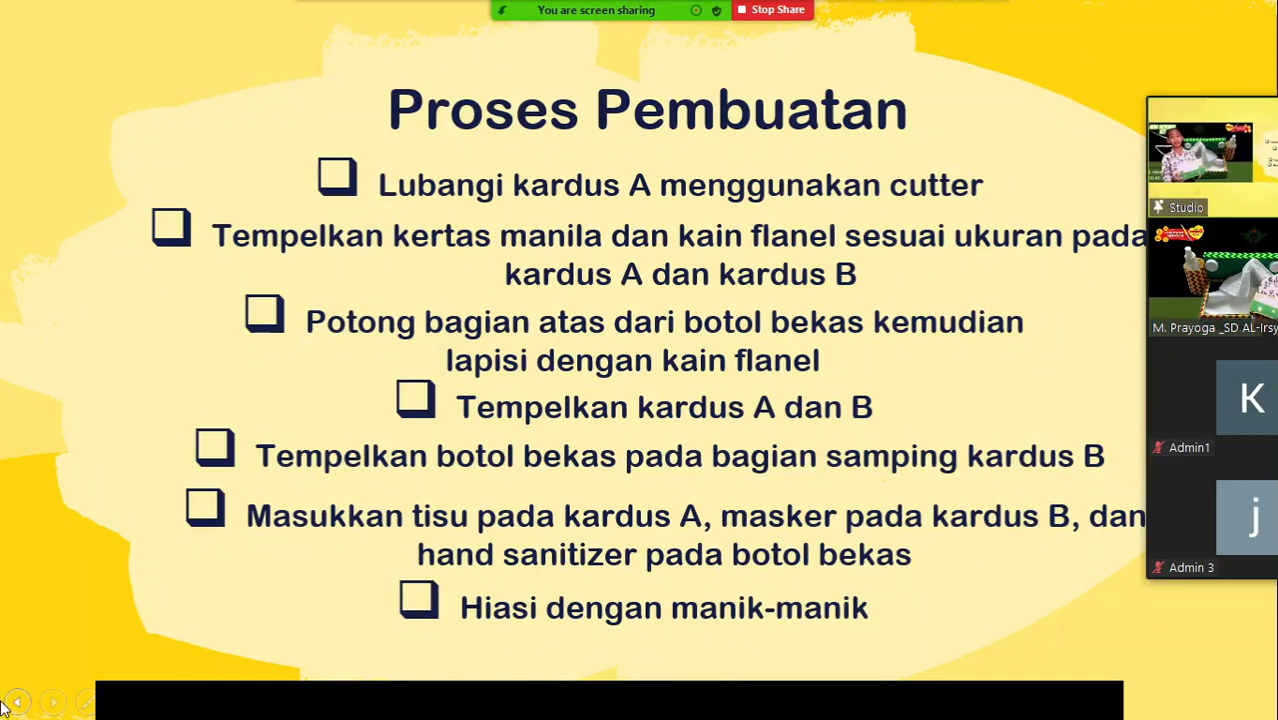 You are screen sharing
Stop Share
Proses Pembuatan
Lubangi kardus A menggunakan cutter
Tempelkan kertas manila dan kain flanel sesuai ukuran pada
kardus A dan kardus B
Potong bagian atas dari botol bekas kemudian
lapisi dengan kain flanel
Tempelkan kardus A dan B
Tempelkan botol bekas pada bagian samping kardus B
Masukkan tisu pada kardus A, masker pada kardus B, dan
hand sanitizer pada botol bekas
Hiasi dengan manik-manik
Studio
M. Prayoga _SD AL-Irsy
K
Admin1
j
Admin 3